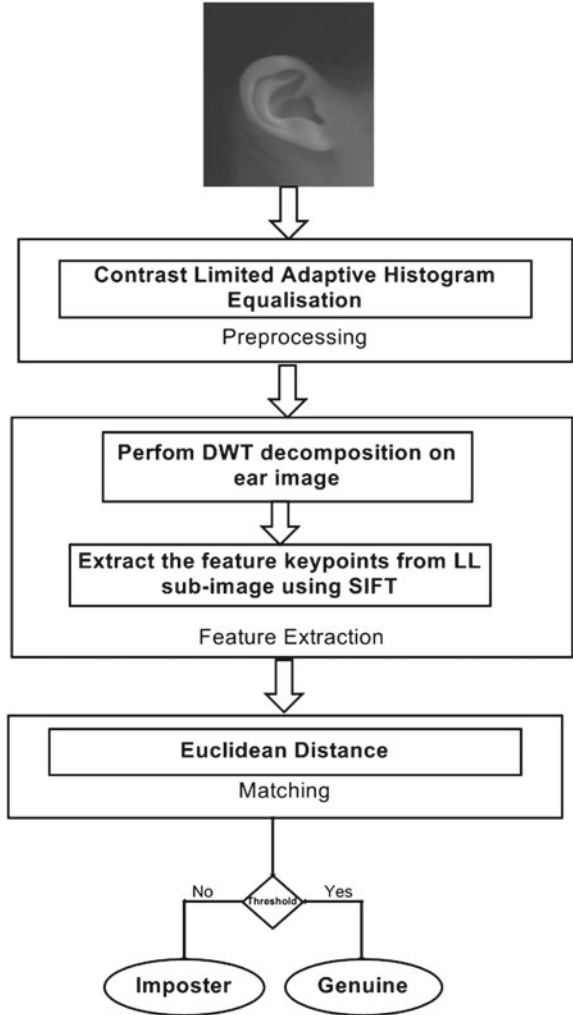 Contrast Limited Adaptive Histogram
Equalisation
Preprocessing
Perfom DWT decomposition on
ear image
Extract the feature keypoints from LL
sub-image using SIFT
Feature Extraction
Euclidean Distance
Matching
No
Threshold
Yes
Imposter
Genuine